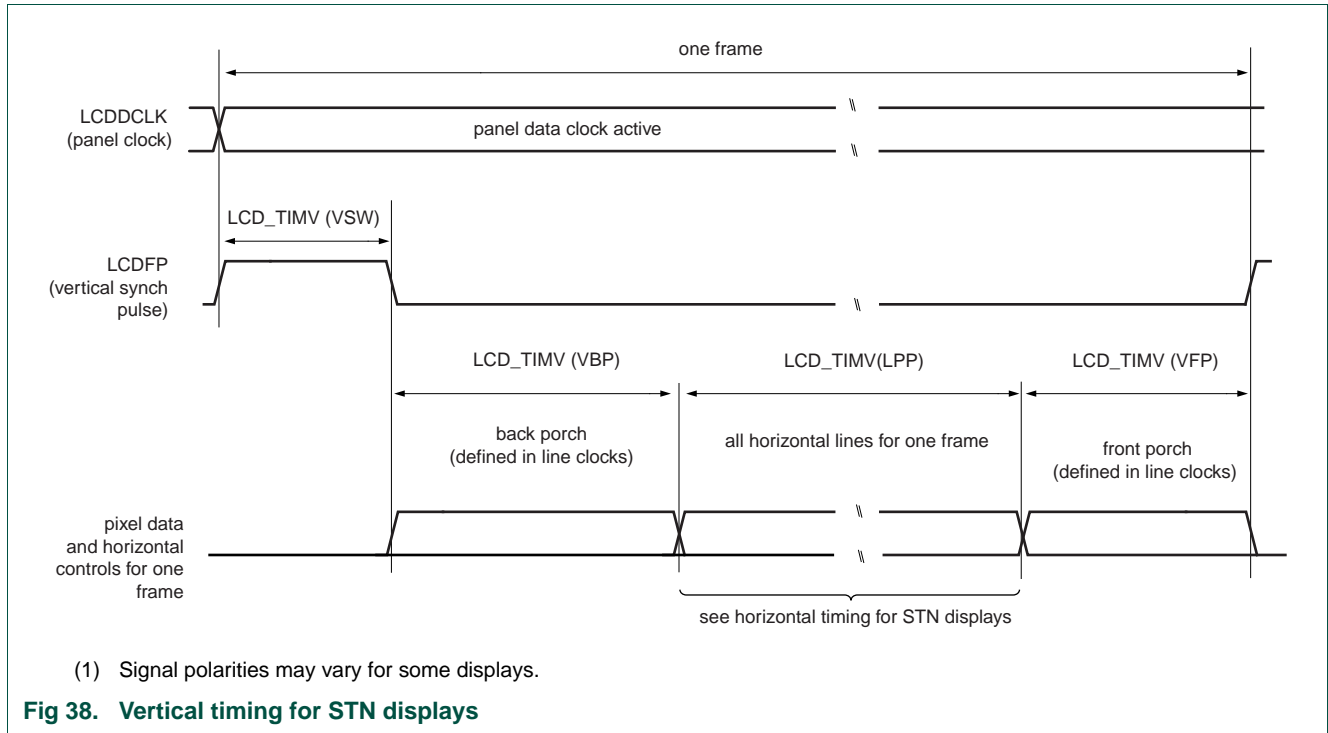 one frame
LCDDCLK
(panel clock)
panel data clock active
LCD_TIMV (VSW)
LCDFP
(vertical synch
pulse)
LCD_TIMV (VBP)
LCD_TIMV(LPP)
LCD_TIMV (VFP)
back porch
(defined in line clocks)
all horizontal lines for one frame
front porch
(defined in line clocks)
pixel data
and horizontal
controls for one
frame
see horizontal timing for STN displays
(1) Signal polarities may vary for some displays.
Fig 38. Vertical timing for STN displays